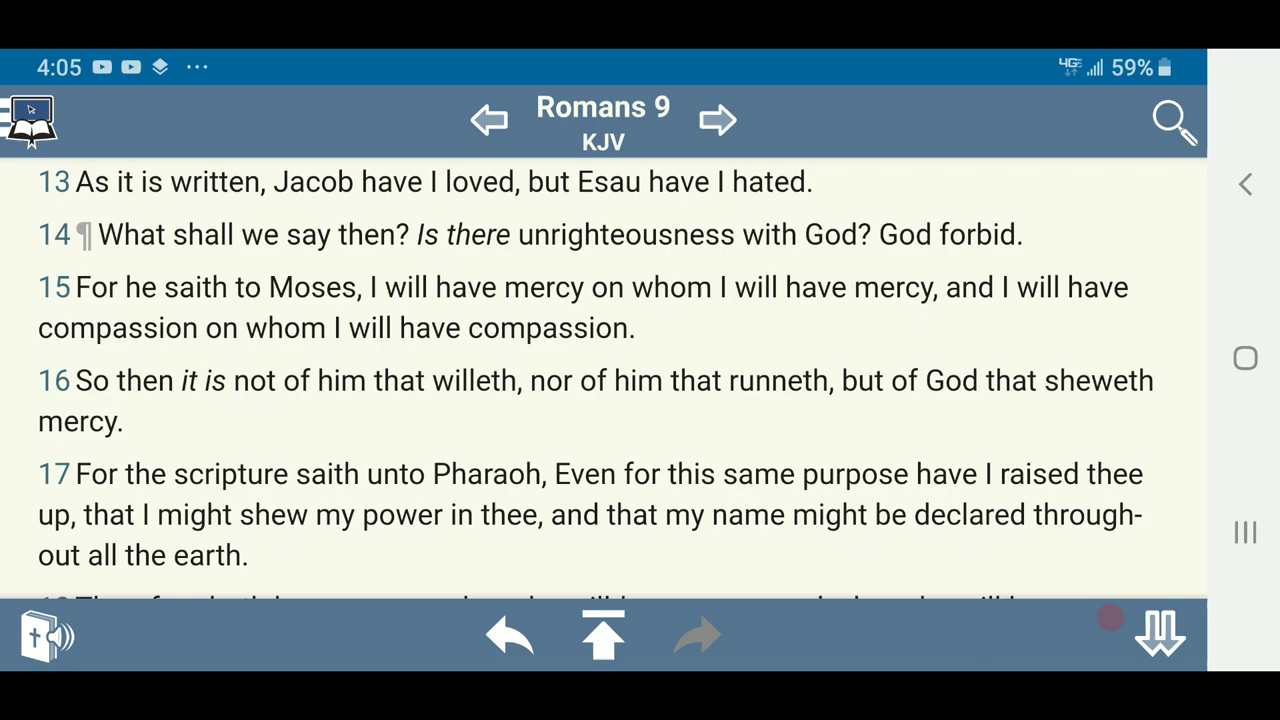 4:05
4G 59%
Romans 9
KJV
13 As it is written, Jacob have I loved, but Esau have I hated.
14 ¶ What shall we say then? Is there unrighteousness with God? God forbid.
15 For he saith to Moses, I will have mercy on whom I will have mercy, and I will have
compassion on whom I will have compassion.
16 So then it is not of him that willeth, nor of him that runneth, but of God that sheweth
mercy.
17 For the scripture saith unto Pharaoh, Even for this same purpose have I raised thee
up, that I might shew my power in thee, and that my name might be declared through-
out all the earth.